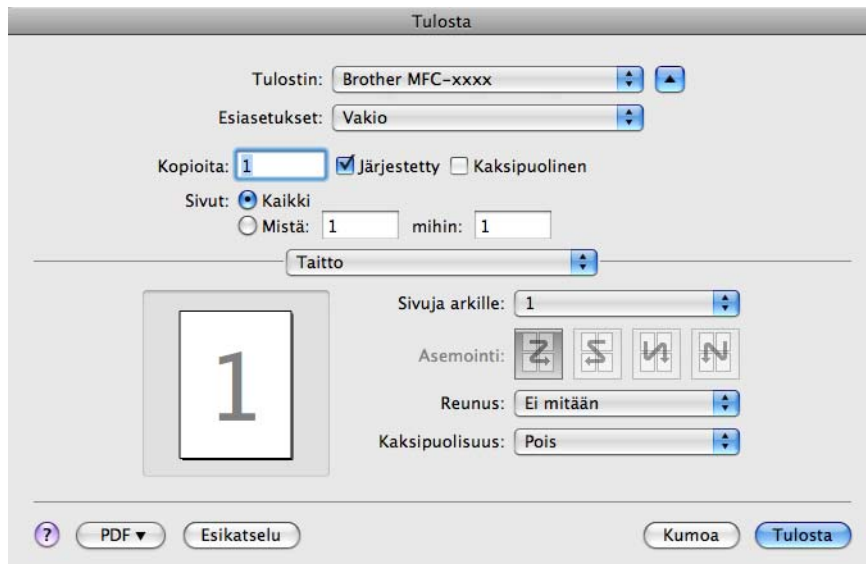 Tulosta
Tulostin: Brother MFC-xxxx
Esiasetukset: Vakio
Kopioita: 1 Järjestetty Kaksipuolinen
Sivut: Kaikki
Mistä: 1 mihin: 1
Taitto
1
Sivuja arkille: 1
Asemointi:
Reunus: Ei mitään
Kaksipuolisuus: Pois
? PDF Esikatselu Kumoa Tulosta